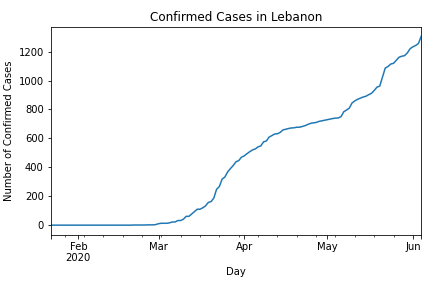 Confirmed Cases in Lebanon
Number of Confirmed Cases
1200
1000
800
600
400
200
0
Feb Mar Apr May Jun
2020
Day